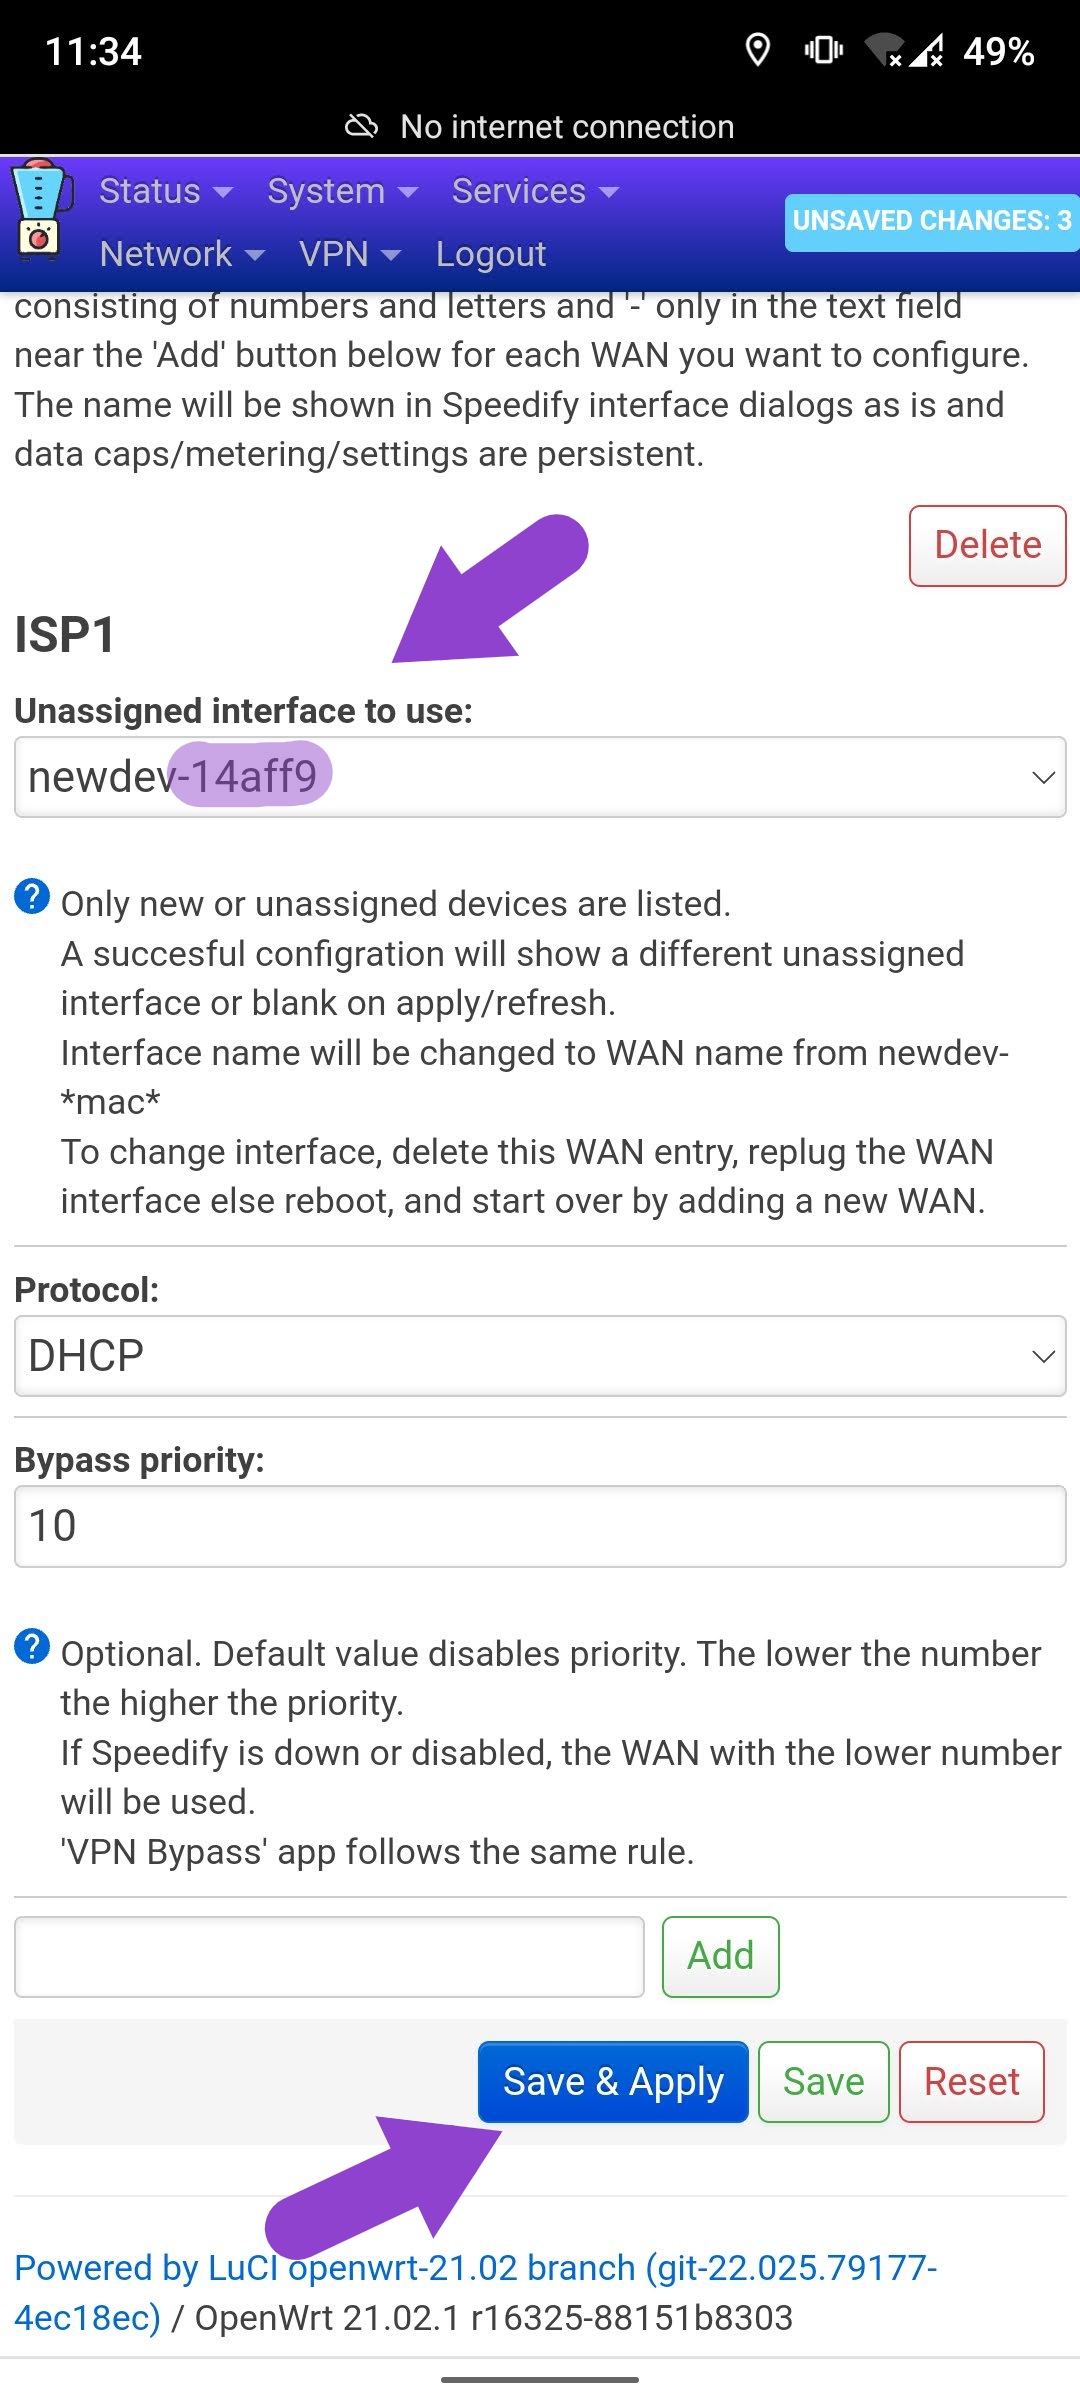 11:34
49%
No internet connection
Status System Services
UNSAVED CHANGES: 3
Network VPN Logout
consisting of numbers and letters and '-' only in the text field
near the 'Add' button below for each WAN you want to configure.
The name will be shown in Speedify interface dialogs as is and
data caps/metering/settings are persistent.
Delete
ISP1
Unassigned interface to use:
newdev-14aff9
Only new or unassigned devices are listed.
A succesful configration will show a different unassigned
interface or blank on apply/refresh.
Interface name will be changed to WAN name from newdev-
*mac*
To change interface, delete this WAN entry, replug the WAN
interface else reboot, and start over by adding a new WAN.
Protocol:
DHCP
Bypass priority:
10
Optional. Default value disables priority. The lower the number
the higher the priority.
If Speedify is down or disabled, the WAN with the lower number
will be used.
'VPN Bypass' app follows the same rule.
Add
Save & Apply Save Reset
Powered by LuCI openwrt-21.02 branch (git-22.025.79177-
4ec18ec) / OpenWrt 21.02.1 r16325-88151b8303